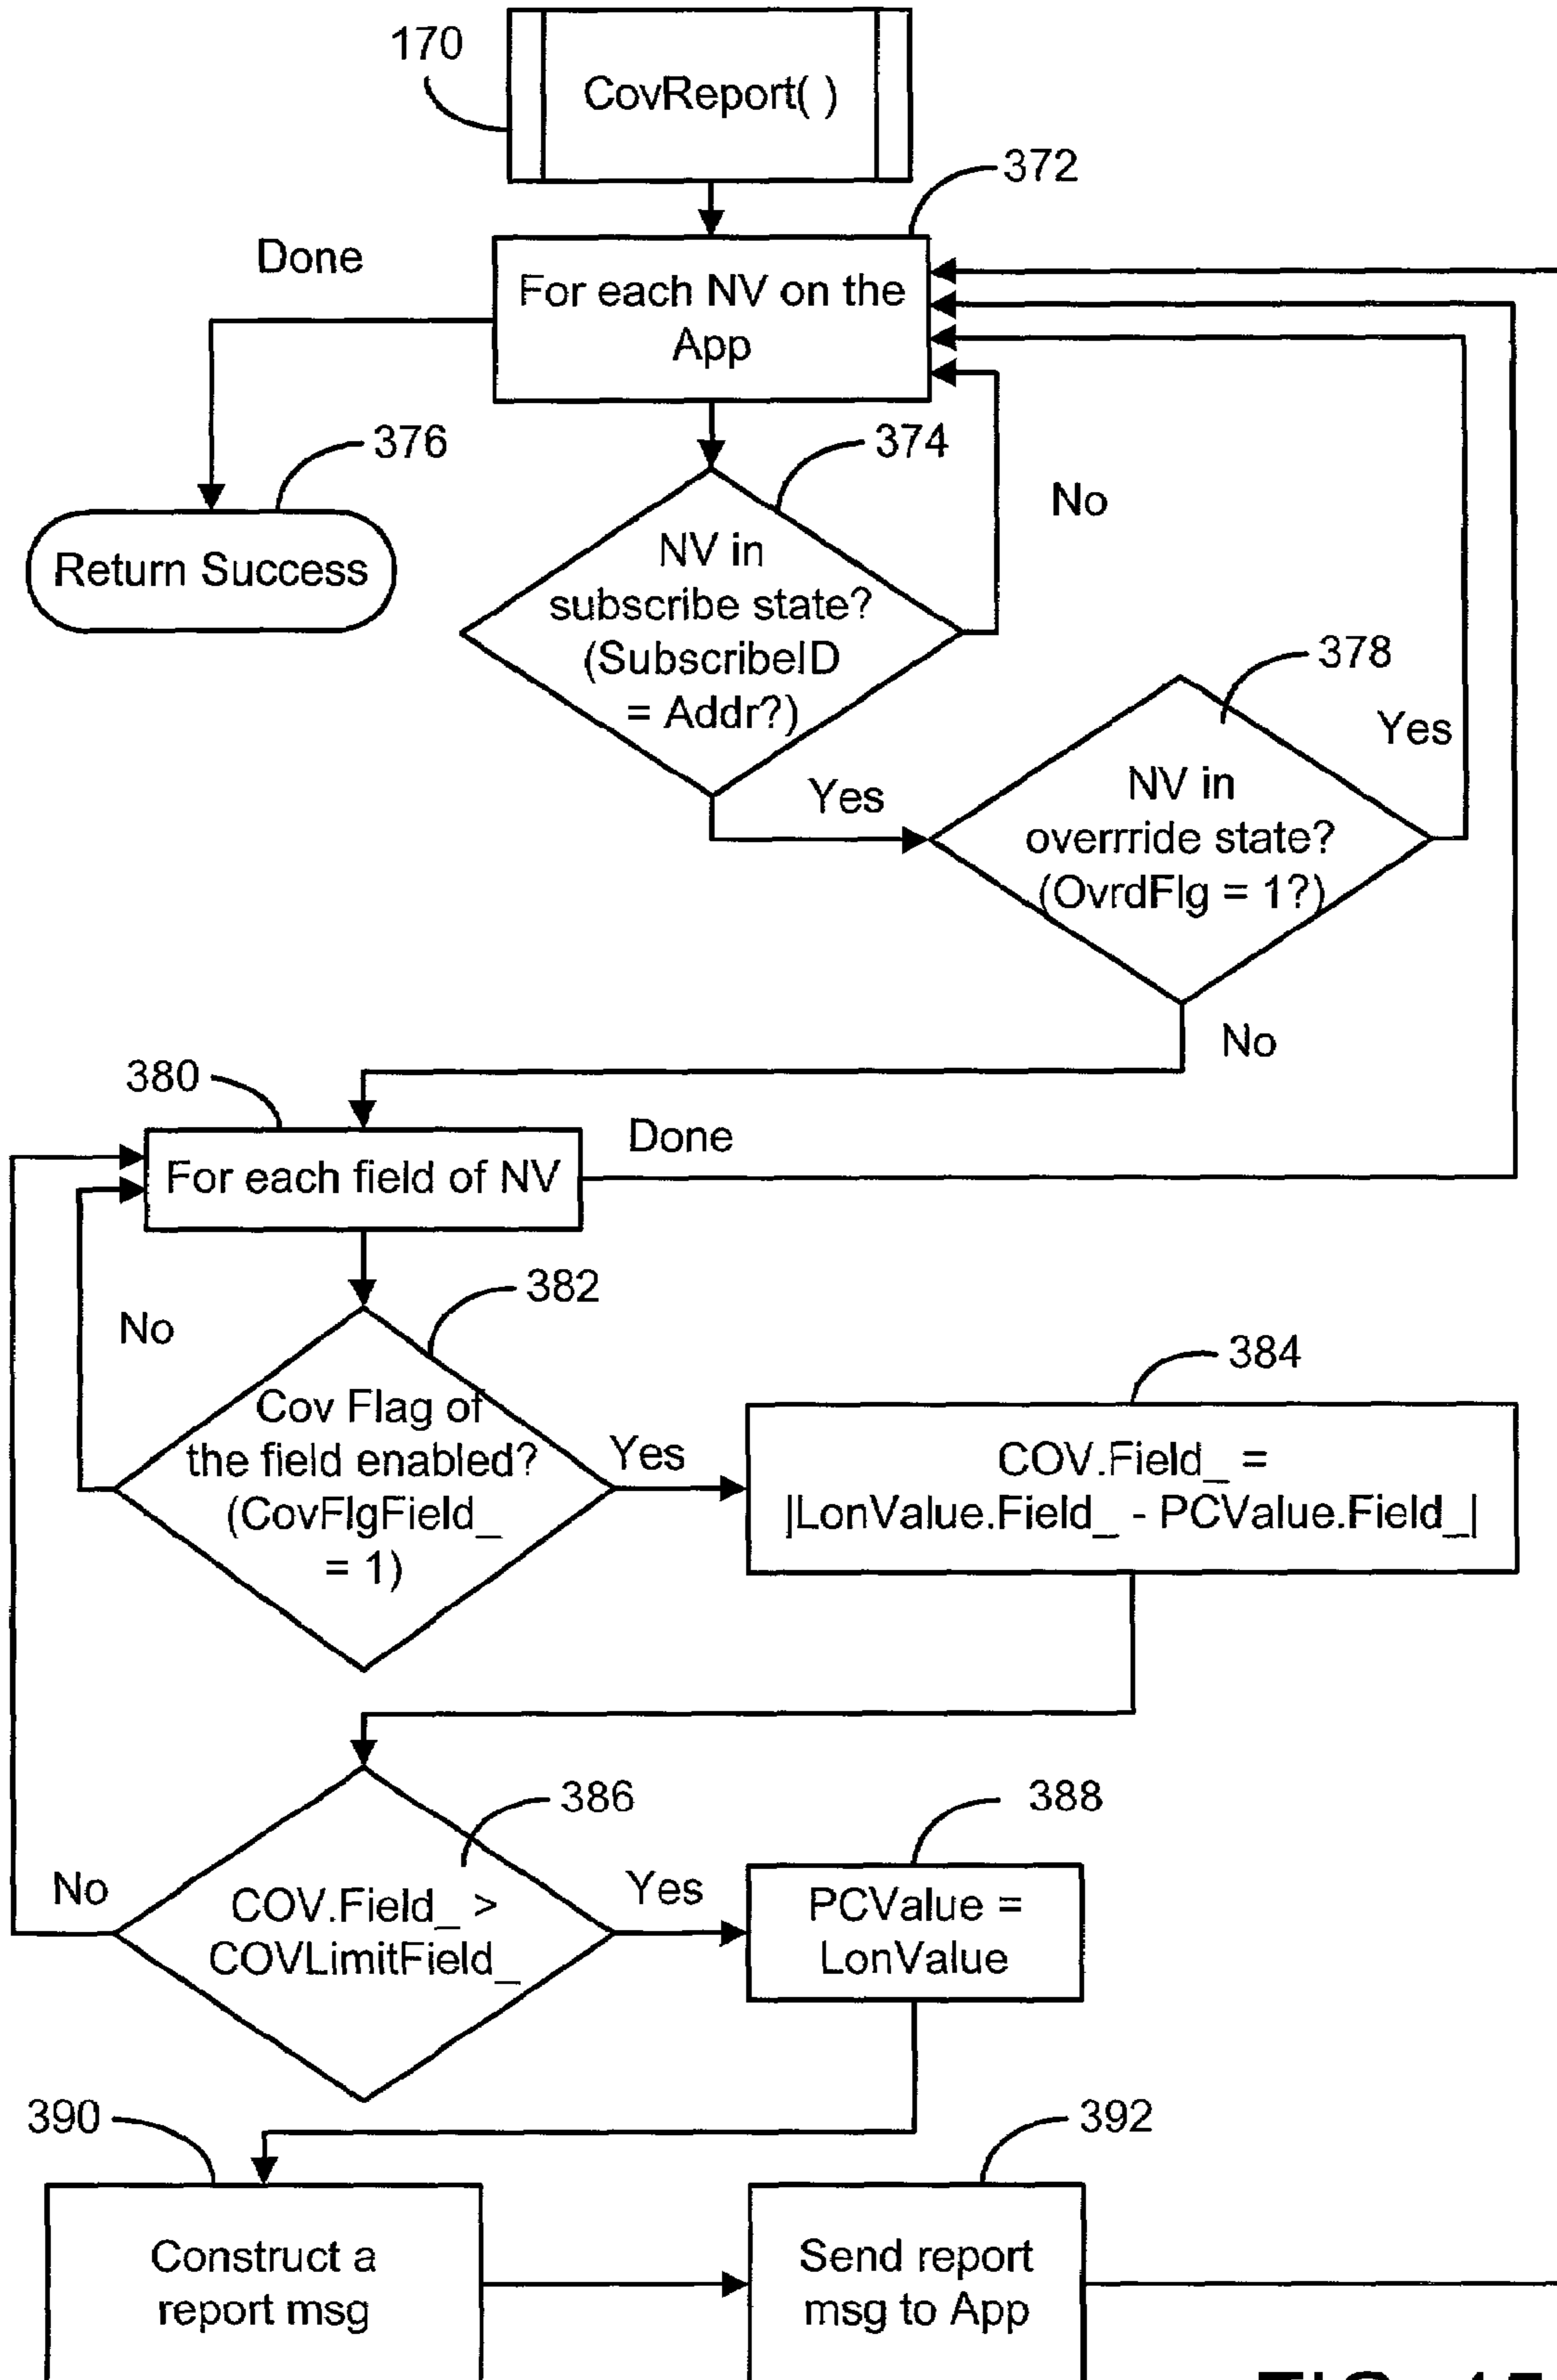 170
CovReport( )
372
Done
For each NV on the
App
376
374
No
Return Success
NV in
subscribe state?
(SubscribeID
= Addr?)
378
Yes
Yes
NV in
overrride state?
(OvrdFlg = 1?)
No
380
Done
For each field of NV
382
No
384
Cov Flag of
the field enabled?
(CovFlgField_
= 1)
Yes
COV.Field_ =
|LonValue.Field_ - PCValue.Field_|
386
388
No
Yes
COV.Field_ >
COVLimitField_
PCValue =
LonValue
390
392
Construct a
report msg
Send report
msg to App